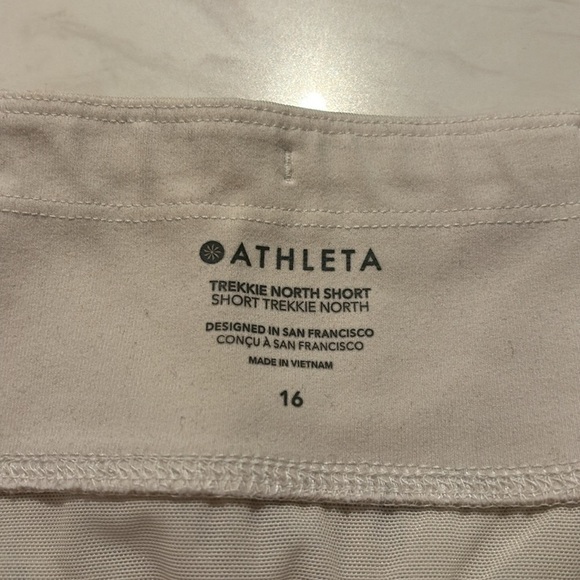 ATHLETA
TREKKIE NORTH SHORT
SHORT TREKKIE NORTH
DESIGNED IN SAN FRANCISCO
CONÇU À SAN FRANCISCO
MADE IN VIETNAM
16